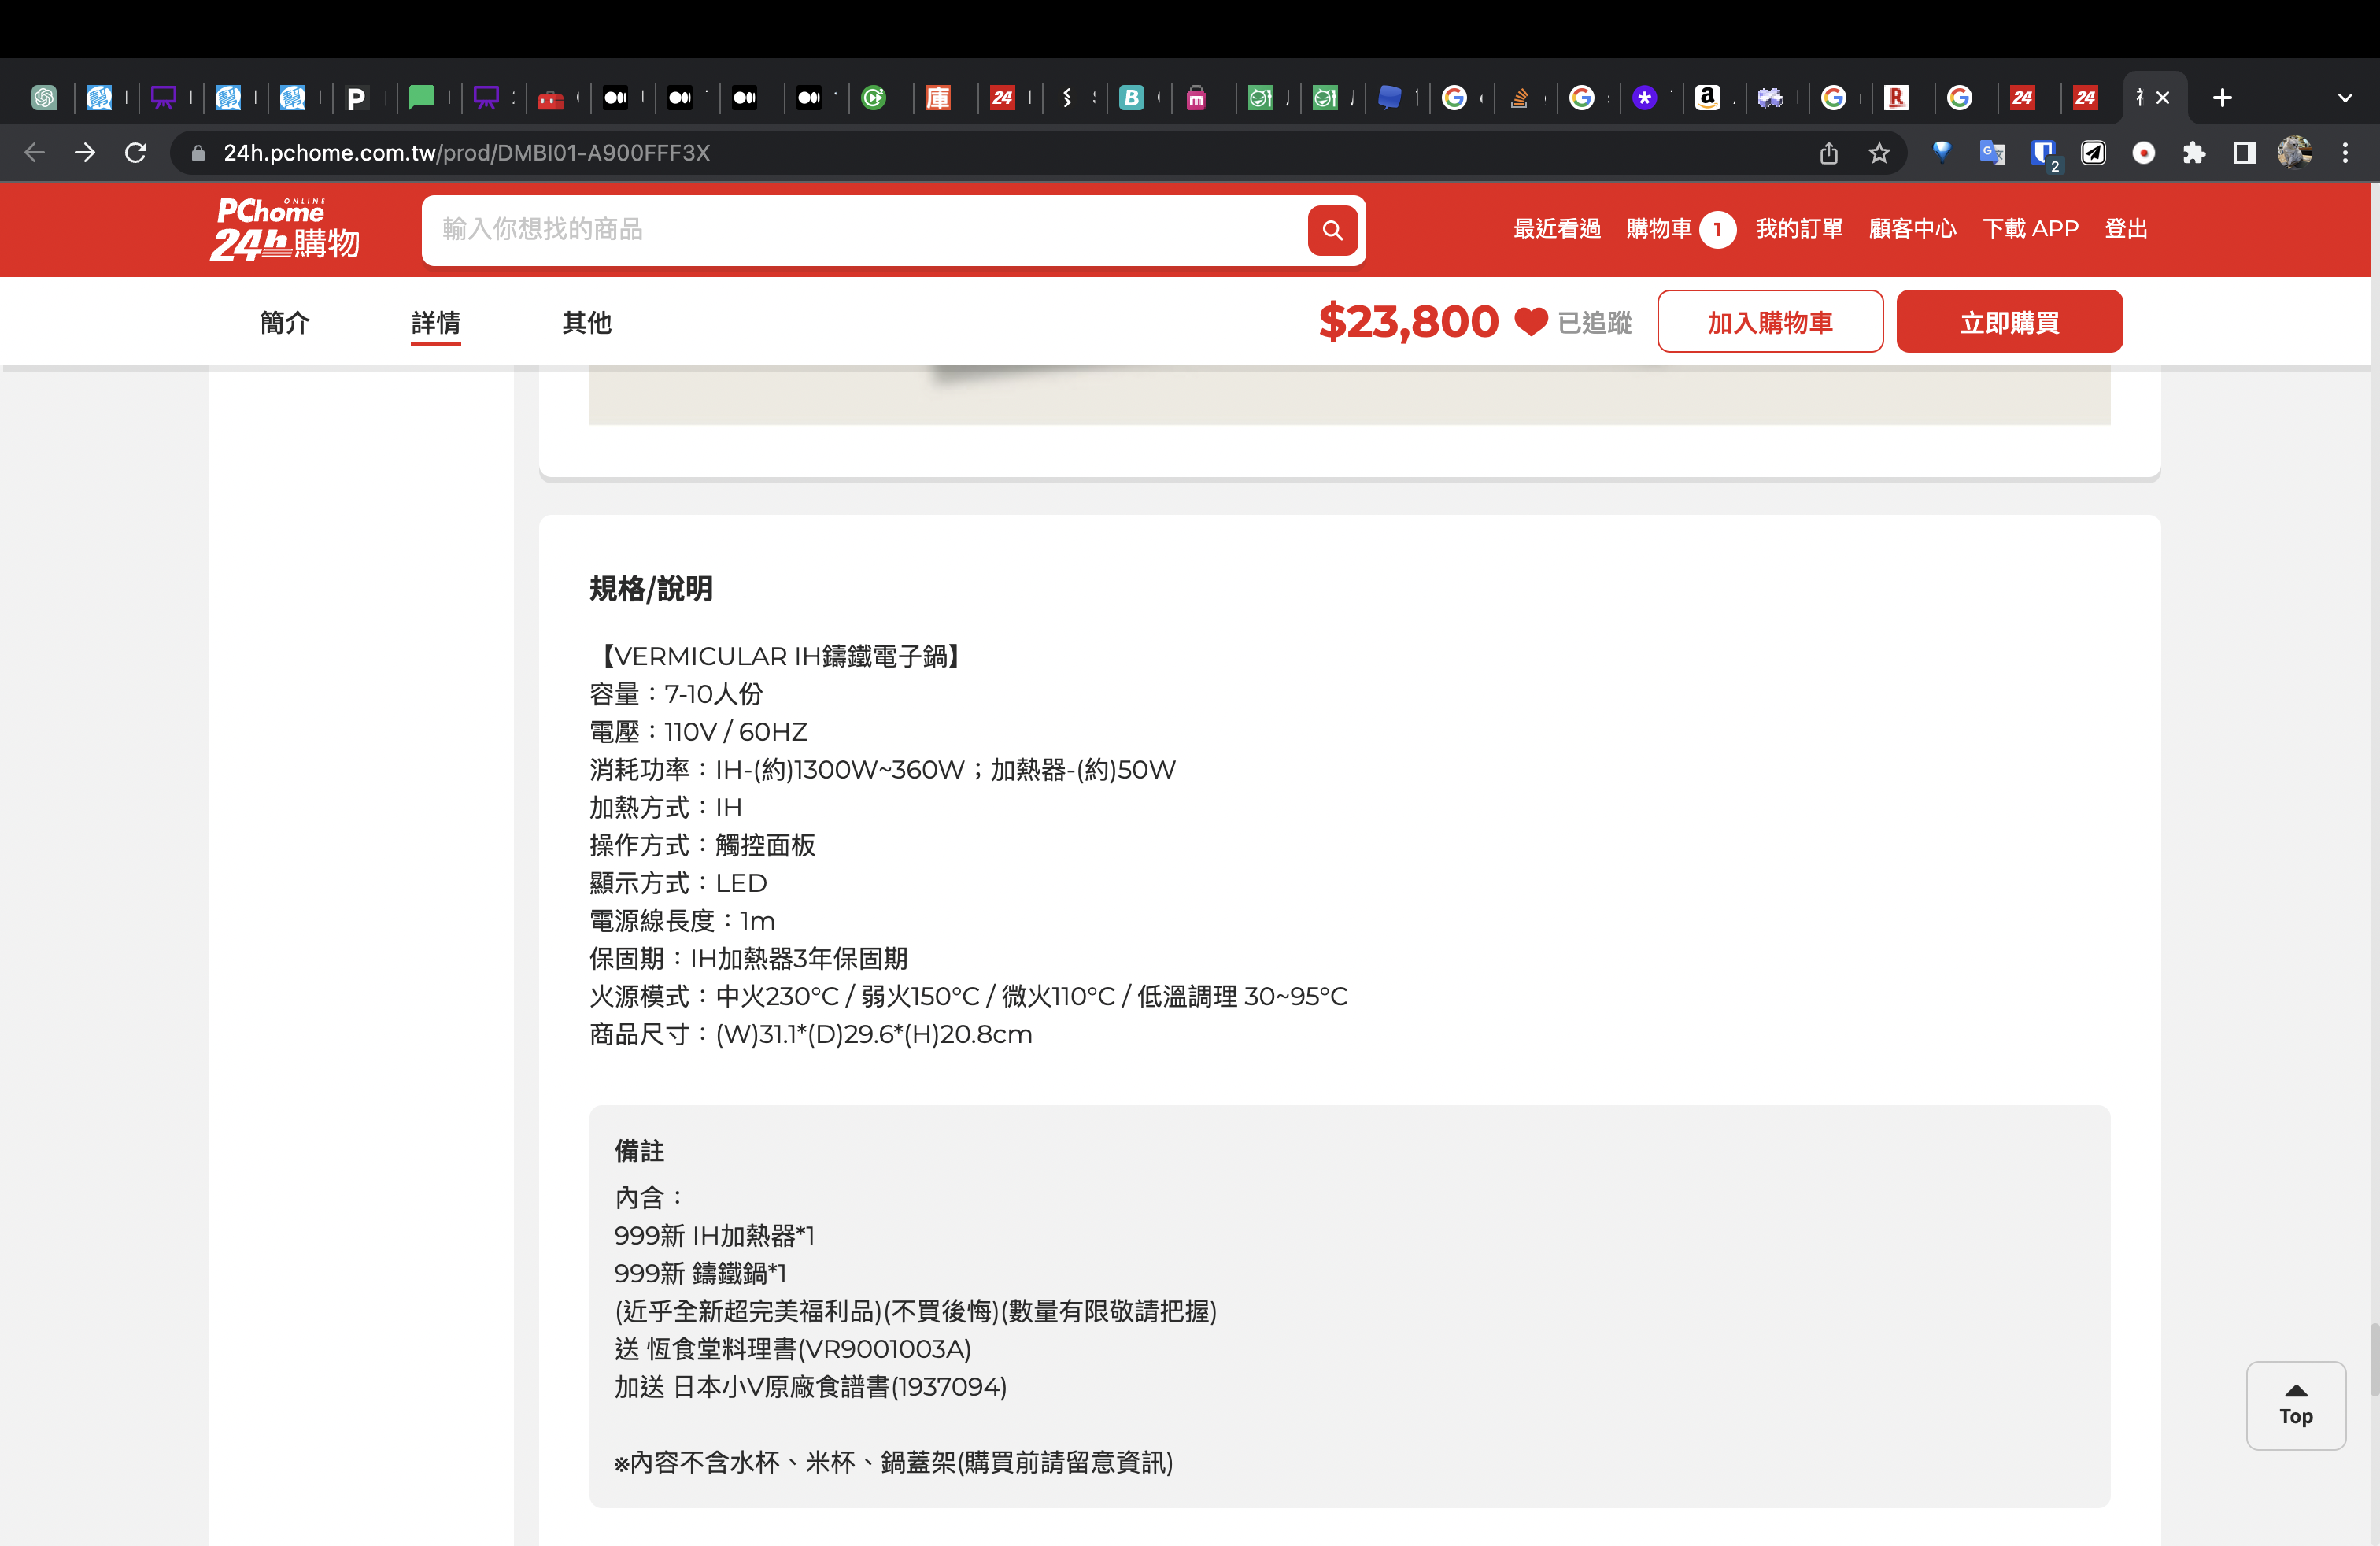 24h.pchome.com.tw/prod/DMBI01-A900FFF3X
2
PChome ONLINE
24h購物
輸入你想找的商品
最近看過 購物車 1 我的訂單 顧客中心 下載 APP 登出
簡介 詳情 其他 $23,800 已追蹤 加入購物車 立即購買
規格/說明
【VERMICULAR IH鑄鐵電子鍋】
容量：7-10人份
電壓：110V / 60HZ
消耗功率：IH-(約)1300W~360W；加熱器-(約)50W
加熱方式：IH
操作方式：觸控面板
顯示方式：LED
電源線長度：1m
保固期：IH加熱器3年保固期
火源模式：中火230°C / 弱火150°C / 微火110°C / 低溫調理 30~95°C
商品尺寸：(W)31.1*(D)29.6*(H)20.8cm
備註
內含：
999新 IH加熱器*1
999新 鑄鐵鍋*1
(近乎全新超完美福利品)(不買後悔)(數量有限敬請把握)
送 恆食堂料理書(VR9001003A)
加送 日本小V原廠食譜書(1937094)
※內容不含水杯、米杯、鍋蓋架(購買前請留意資訊)
Top